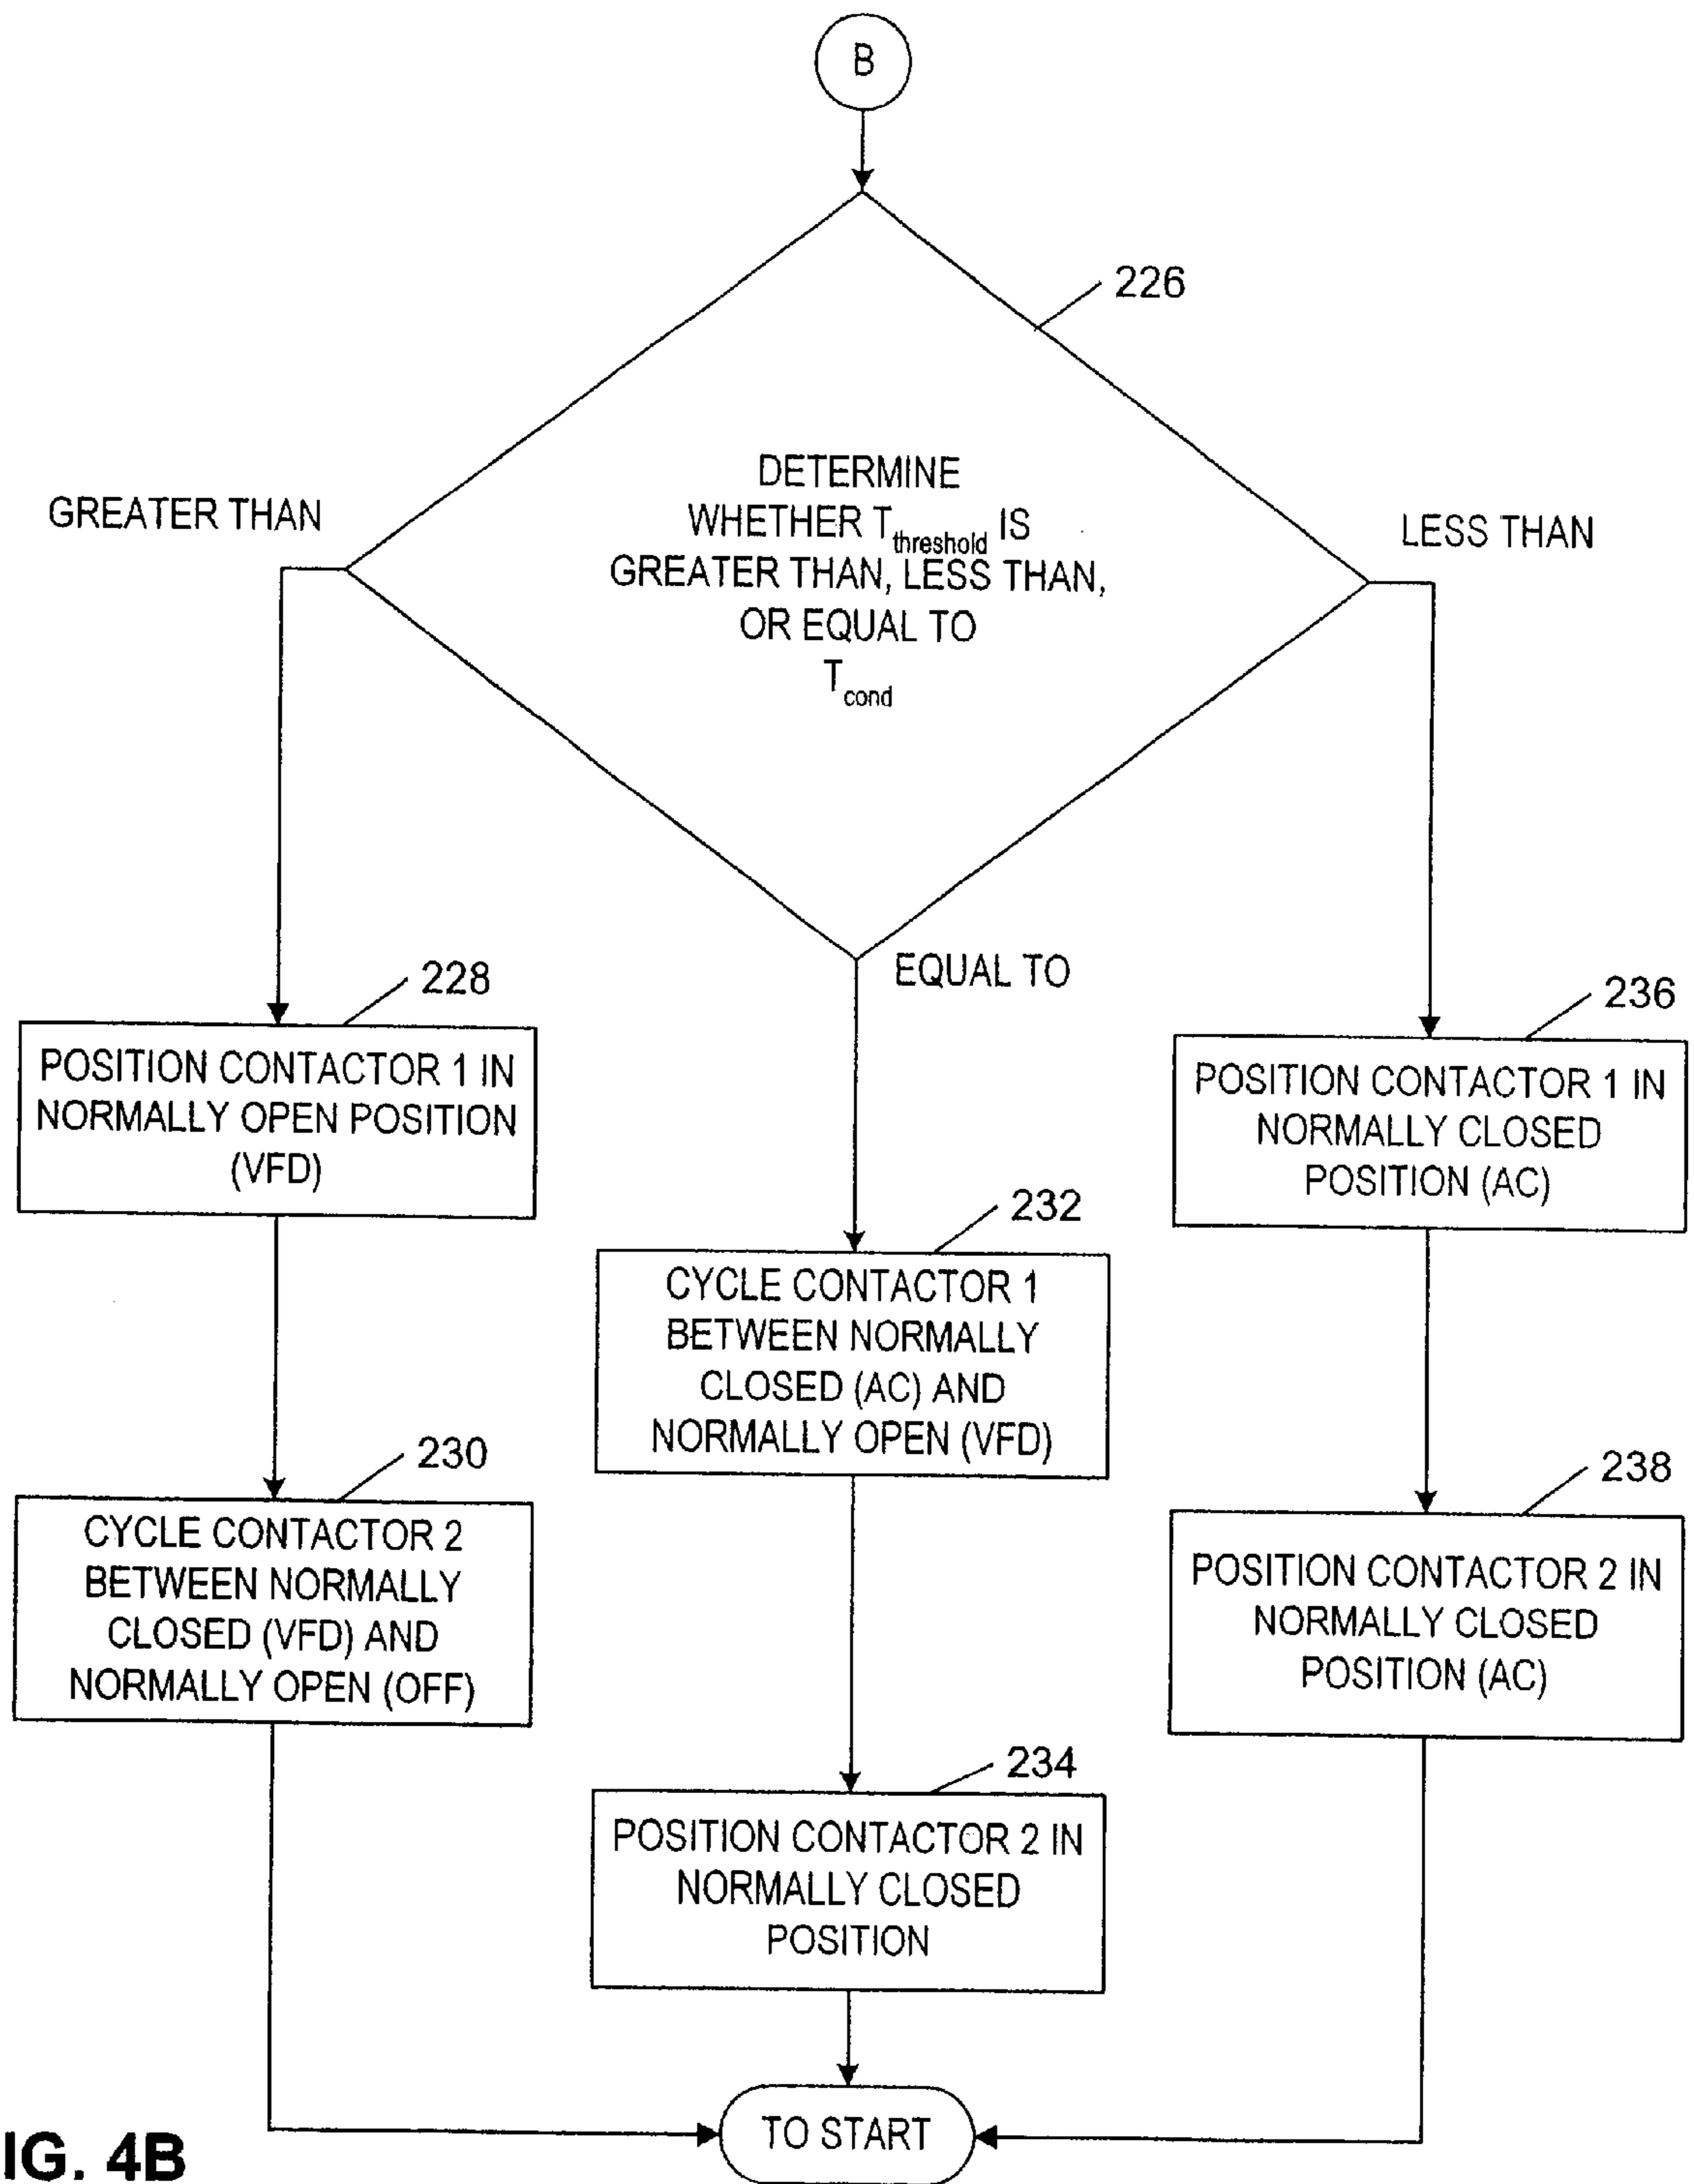 B
226
DETERMINE
WHETHER Tthreshold IS
GREATER THAN, LESS THAN,
OR EQUAL TO
Tcond
GREATER THAN
LESS THAN
EQUAL TO
228
POSITION CONTACTOR 1 IN
NORMALLY OPEN POSITION
(VFD)
230
CYCLE CONTACTOR 2
BETWEEN NORMALLY
CLOSED (VFD) AND
NORMALLY OPEN (OFF)
232
CYCLE CONTACTOR 1
BETWEEN NORMALLY
CLOSED (AC) AND
NORMALLY OPEN (VFD)
234
POSITION CONTACTOR 2 IN
NORMALLY CLOSED
POSITION
236
POSITION CONTACTOR 1 IN
NORMALLY CLOSED
POSITION (AC)
238
POSITION CONTACTOR 2 IN
NORMALLY CLOSED
POSITION (AC)
TO START
IG. 4B